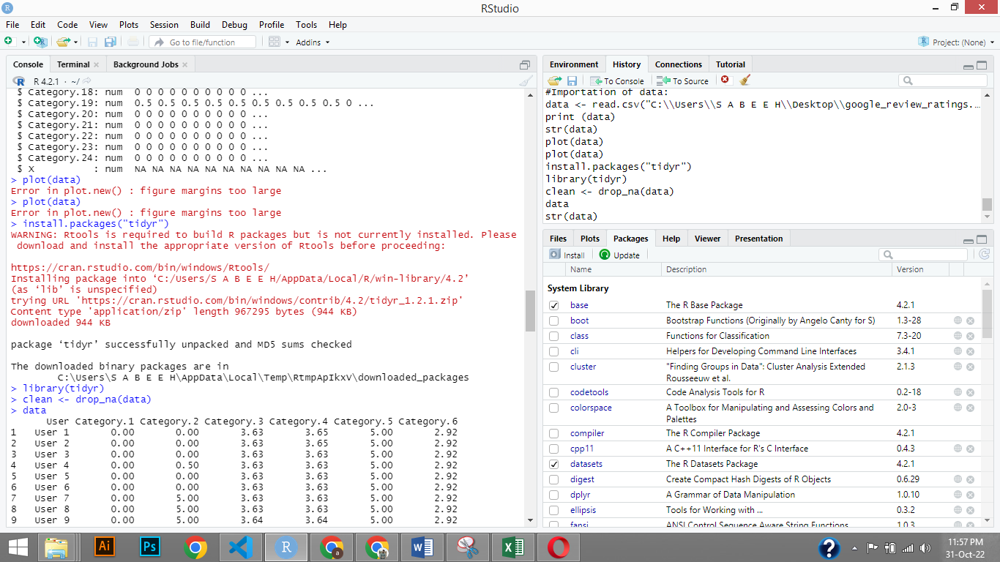 RStudio
File Edit Code View Plots Session Build Debug Profile Tools Help
Go to file/function Addins Project: (None)
Console Terminal Background Jobs
R 4.2.1 · ~/
$ Category.18: num 0 0 0 0 0 0 0 0 0 0 ...
$ Category.19: num 0.5 0.5 0.5 0.5 0.5 0.5 0.5 0.5 0.5 0 ...
$ Category.20: num 0 0 0 0 0 0 0 0 0 0 ...
$ Category.21: num 0 0 0 0 0 0 0 0 0 0 ...
$ Category.22: num 0 0 0 0 0 0 0 0 0 0 ...
$ Category.23: num 0 0 0 0 0 0 0 0 0 0 ...
$ Category.24: num 0 0 0 0 0 0 0 0 0 0 ...
$ X : num NA NA NA NA NA NA NA NA NA NA ...
> plot(data)
Error in plot.new() : figure margins too large
> plot(data)
Error in plot.new() : figure margins too large
> install.packages("tidyr")
WARNING: Rtools is required to build R packages but is not currently installed. Please
download and install the appropriate version of Rtools before proceeding:
https://cran.rstudio.com/bin/windows/Rtools/
Installing package into ‘C:/Users/S A B E E H/AppData/Local/R/win-library/4.2’
(as ‘lib’ is unspecified)
trying URL 'https://cran.rstudio.com/bin/windows/contrib/4.2/tidyr_1.2.1.zip'
Content type 'application/zip' length 967295 bytes (944 KB)
downloaded 944 KB
package ‘tidyr’ successfully unpacked and MD5 sums checked
The downloaded binary packages are in
C:\Users\S A B E E H\AppData\Local\Temp\RtmpApIkxV\downloaded_packages
> library(tidyr)
> clean <- drop_na(data)
> data
User Category.1 Category.2 Category.3 Category.4 Category.5 Category.6
1 User 1 0.00 0.00 3.63 3.65 5.00 2.92
2 User 2 0.00 0.00 3.63 3.65 5.00 2.92
3 User 3 0.00 0.00 3.63 3.63 5.00 2.92
4 User 4 0.00 0.50 3.63 3.63 5.00 2.92
5 User 5 0.00 0.00 3.63 3.63 5.00 2.92
6 User 6 0.00 0.00 3.63 3.63 5.00 2.92
7 User 7 0.00 5.00 3.63 3.63 5.00 2.92
8 User 8 0.00 5.00 3.63 3.63 5.00 2.92
9 User 9 0.00 5.00 3.64 3.64 5.00 2.92
Environment History Connections Tutorial
To Console To Source
#Importation of data:
data <- read.csv("C:\\Users\\S A B E E H\\Desktop\\google_review_ratings.…
print (data)
str(data)
plot(data)
plot(data)
install.packages("tidyr")
library(tidyr)
clean <- drop_na(data)
data
str(data)
Files Plots Packages Help Viewer Presentation
Install Update
Name Description Version
System Library
base The R Base Package 4.2.1
boot Bootstrap Functions (Originally by Angelo Canty for S) 1.3-28
class Functions for Classification 7.3-20
cli Helpers for Developing Command Line Interfaces 3.4.1
cluster "Finding Groups in Data": Cluster Analysis Extended 2.1.3
Rousseeuw et al.
codetools Code Analysis Tools for R 0.2-18
colorspace A Toolbox for Manipulating and Assessing Colors and 2.0-3
Palettes
compiler The R Compiler Package 4.2.1
cpp11 A C++11 Interface for R's C Interface 0.4.3
datasets The R Datasets Package 4.2.1
digest Create Compact Hash Digests of R Objects 0.6.29
dplyr A Grammar of Data Manipulation 1.0.10
ellipsis Tools for Working with ... 0.3.2
fansi ANSI Control Sequence Aware String Functions 1.0.3
Ai Ps R
11:57 PM
31-Oct-22